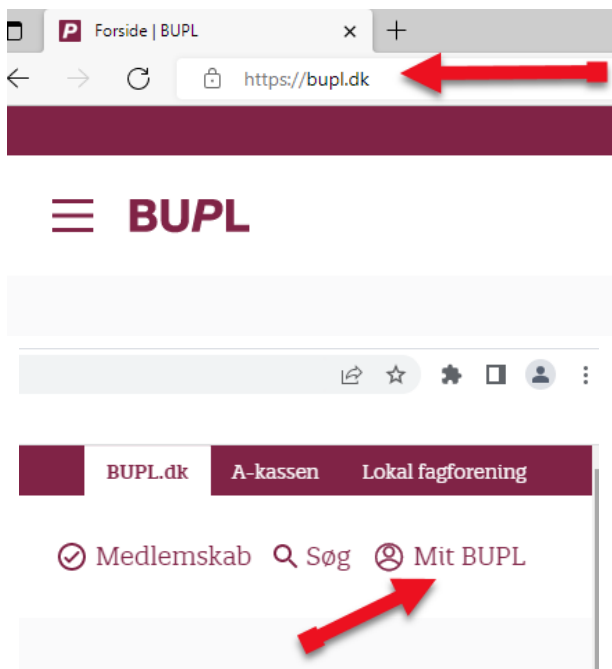 Forside | BUPL
https://bupl.dk
BUPL
BUPL.dk A-kassen Lokal fagforening
Medlemskab Søg Mit BUPL